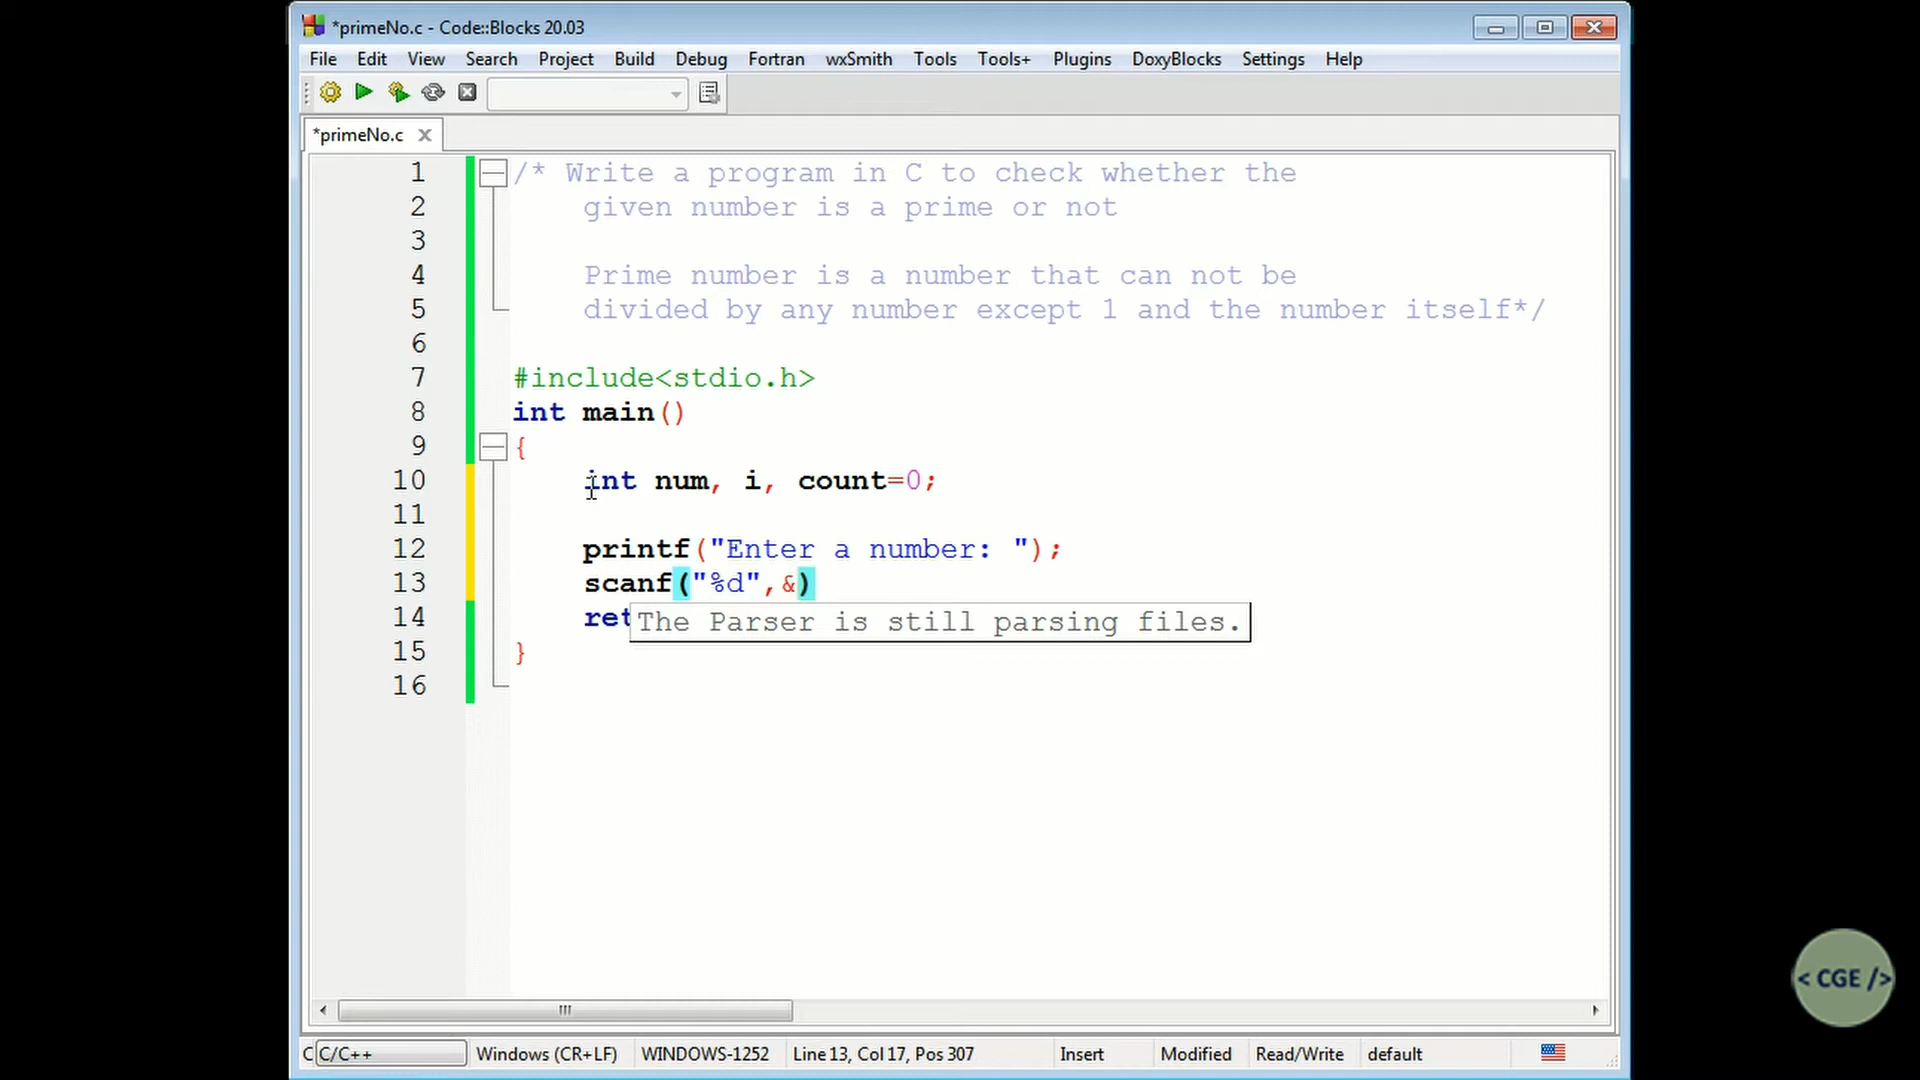 *primeNo.c - Code::Blocks 20.03
File Edit View Search Project Build Debug Fortran wxSmith Tools Tools+ Plugins DoxyBlocks Settings Help
*primeNo.c
1 /* Write a program in C to check whether the
2 given number is a prime or not
3
4 Prime number is a number that can not be
5 divided by any number except 1 and the number itself*/
6
7 #include<stdio.h>
8 int main()
9 {
10 int num, i, count=0;
11
12 printf("Enter a number: ");
13 scanf("%d",&)
14 ret
The Parser is still parsing files.
15 }
16
< CGE />
C C/C++ Windows (CR+LF) WINDOWS-1252 Line 13, Col 17, Pos 307 Insert Modified Read/Write default